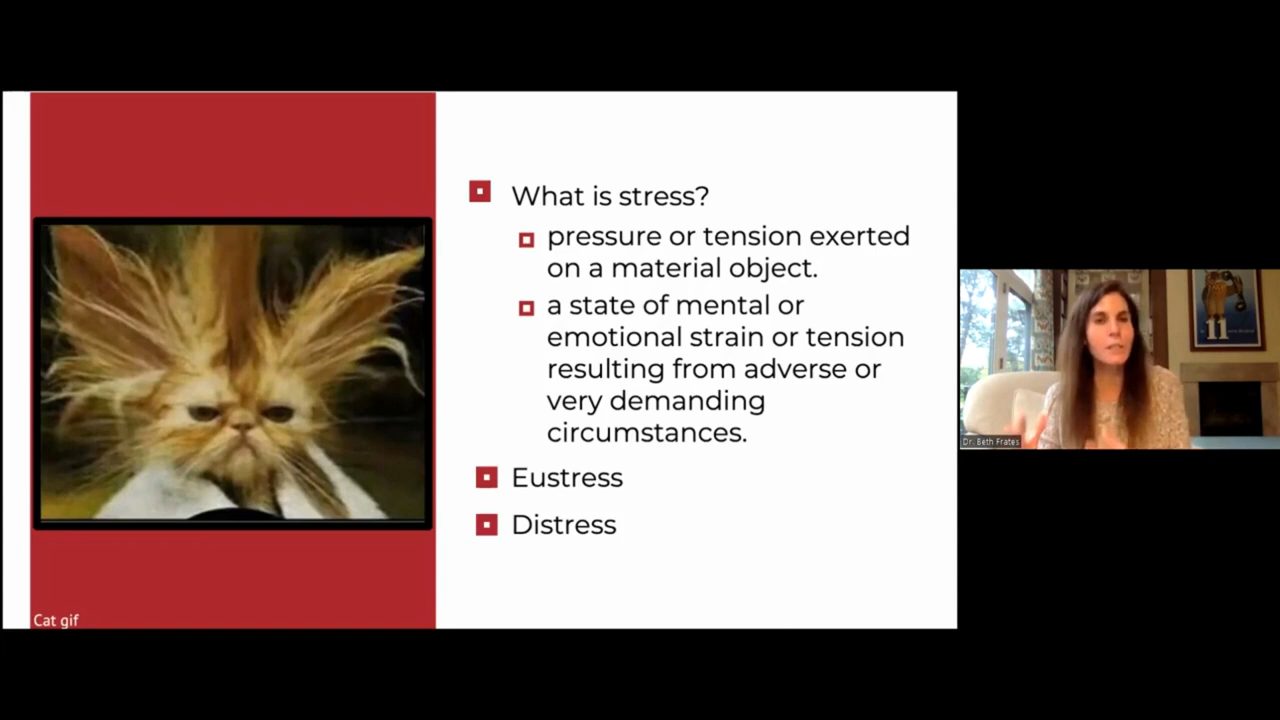 What is stress?
pressure or tension exerted
on a material object.
a state of mental or
emotional strain or tension
resulting from adverse or
very demanding
circumstances.
Eustress
Distress
Cat gif
11
Dr. Beth Frates